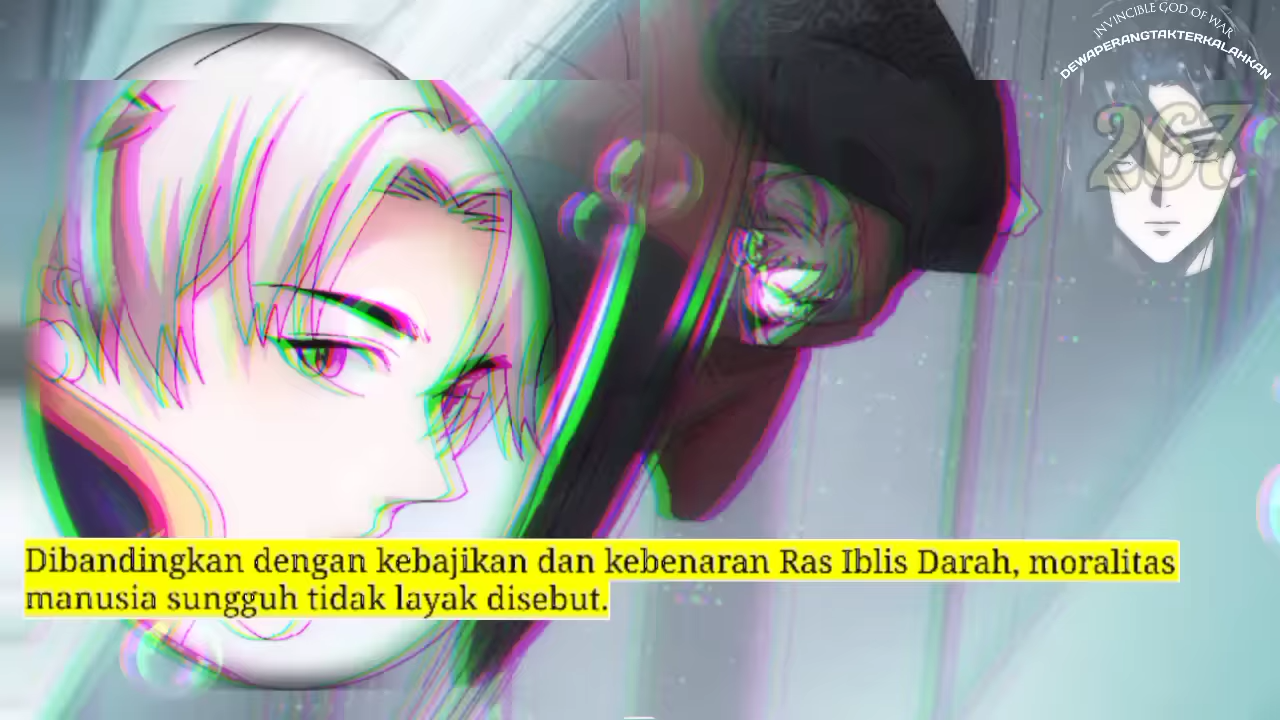 INVINCIBLE GOD OF WAR
DEWAPERANGTAKTERKALAHKAN
267
Dibandingkan dengan kebajikan dan kebenaran Ras Iblis Darah, moralitas
manusia sungguh tidak layak disebut.